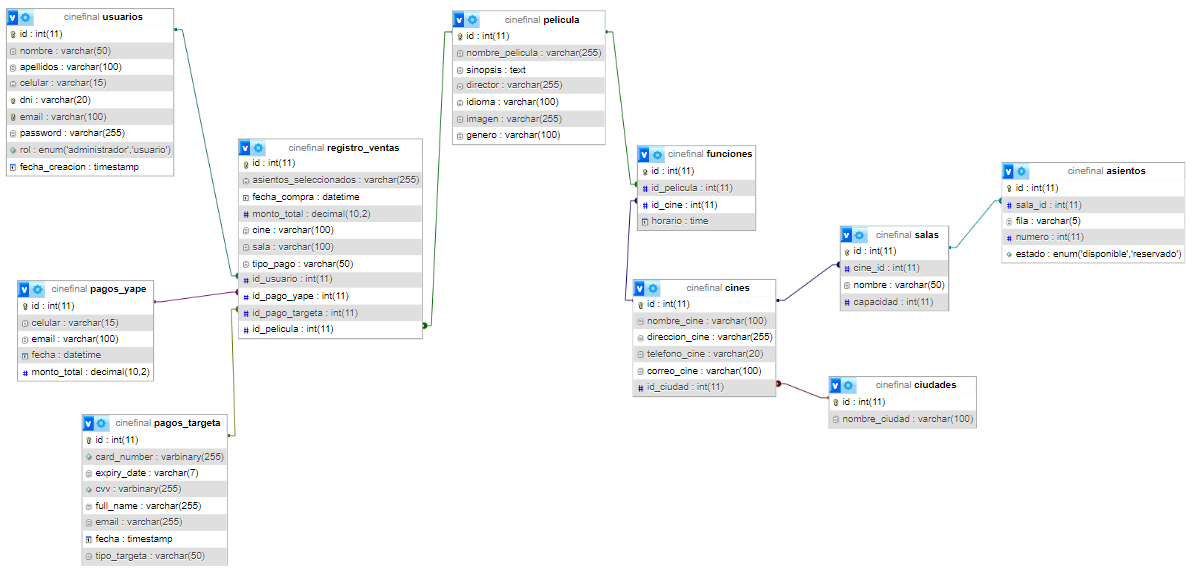 cinefinal usuarios
id : int(11)
nombre : varchar(50)
apellidos : varchar(100)
celular : varchar(15)
dni : varchar(20)
email : varchar(100)
password : varchar(255)
rol : enum('administrador','usuario')
fecha_creacion : timestamp
cinefinal pagos_yape
id : int(11)
celular : varchar(15)
email : varchar(100)
fecha : datetime
monto_total : decimal(10,2)
cinefinal pagos_targeta
id : int(11)
card_number : varbinary(255)
expiry_date : varchar(7)
cvv : varbinary(255)
full_name : varchar(255)
email : varchar(255)
fecha : timestamp
tipo_targeta : varchar(50)
cinefinal registro_ventas
id : int(11)
asientos_seleccionados : varchar(255)
fecha_compra : datetime
monto_total : decimal(10,2)
cine : varchar(100)
sala : varchar(100)
tipo_pago : varchar(50)
id_usuario : int(11)
id_pago_yape : int(11)
id_pago_targeta : int(11)
id_pelicula : int(11)
cinefinal pelicula
id : int(11)
nombre_pelicula : varchar(255)
sinopsis : text
director : varchar(255)
idioma : varchar(100)
imagen : varchar(255)
genero : varchar(100)
cinefinal funciones
id : int(11)
id_pelicula : int(11)
id_cine : int(11)
horario : time
cinefinal cines
id : int(11)
nombre_cine : varchar(100)
direccion_cine : varchar(255)
telefono_cine : varchar(20)
correo_cine : varchar(100)
id_ciudad : int(11)
cinefinal salas
id : int(11)
cine_id : int(11)
nombre : varchar(50)
capacidad : int(11)
cinefinal ciudades
id : int(11)
nombre_ciudad : varchar(100)
cinefinal asientos
id : int(11)
sala_id : int(11)
fila : varchar(5)
numero : int(11)
estado : enum('disponible','reservado')